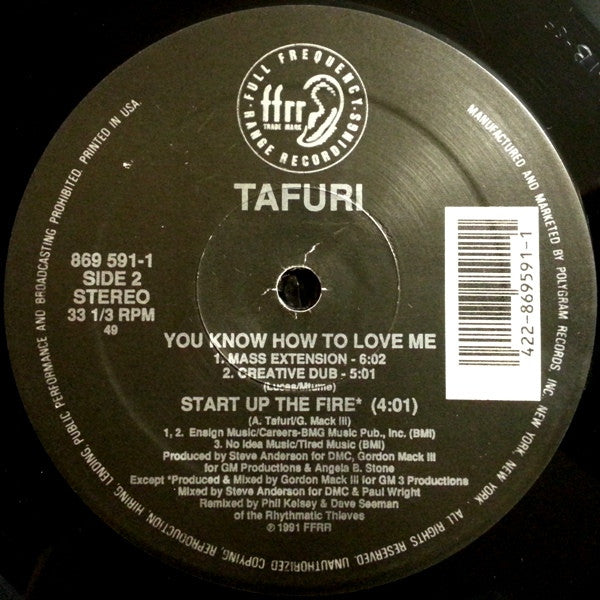 FULL FREQUENCY
RANGE RECORDINGS
ffrr
TRADE MARK
TAFURI
869 591-1
SIDE 2
STEREO
33 1/3 RPM
49
422-869591-1
YOU KNOW HOW TO LOVE ME
1. MASS EXTENSION - 6:02
2. CREATIVE DUB - 5:01
(Lucas/Mtume)
START UP THE FIRE* (4:01)
(A. Tafuri/G. Mack III)
1, 2. Ensign Music/Careers-BMG Music Pub., Inc. (BMI)
3. No Idea Music/Tired Music (BMI)
Produced by Steve Anderson for DMC, Gordon Mack III
for GM Productions & Angela B. Stone
Except *Produced & Mixed by Gordon Mack III for GM 3 Productions
*Mixed by Steve Anderson for DMC & Paul Wright
Remixed by Phil Kelsey & Dave Seeman
of the Rhythmatic Thieves
℗ 1991 FFRR
MANUFACTURED AND MARKETED BY POLYGRAM RECORDS, INC. NEW YORK, NEW YORK. ALL RIGHTS RESERVED. UNAUTHORIZED COPYING, REPRODUCTION, HIRING, LENDING, PUBLIC PERFORMANCE AND BROADCASTING PROHIBITED. PRINTED IN USA.